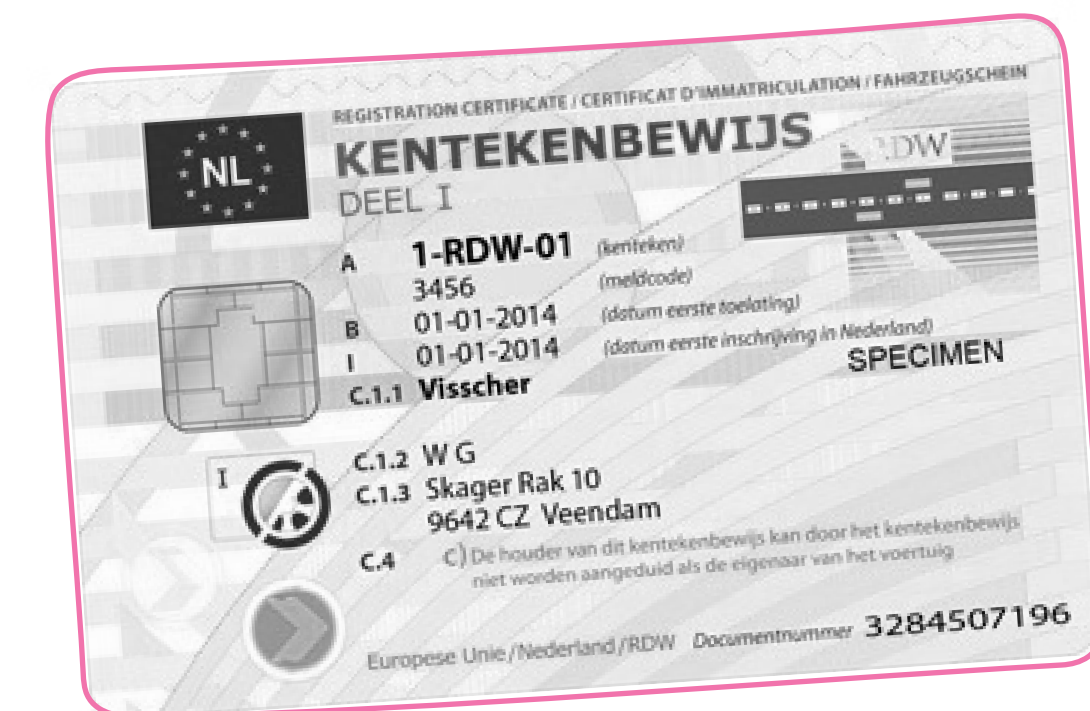 REGISTRATION CERTIFICATE / CERTIFICAT D'IMMATRICULATION / FAHRZEUGSCHEIN
NL
KENTEKENBEWIJS
RDW
DEEL I
A 1-RDW-01 (kenteken)
3456 (meldcode)
B 01-01-2014 (datum eerste toelating)
I 01-01-2014 (datum eerste inschrijving in Nederland)
SPECIMEN
C.1.1 Visscher
C.1.2 W G
I
C.1.3 Skager Rak 10
9642 CZ Veendam
C.4 C) De houder van dit kentekenbewijs kan door het kentekenbewijs
niet worden aangeduid als de eigenaar van het voertuig
Europese Unie/Nederland/RDW Documentnummer 3284507196